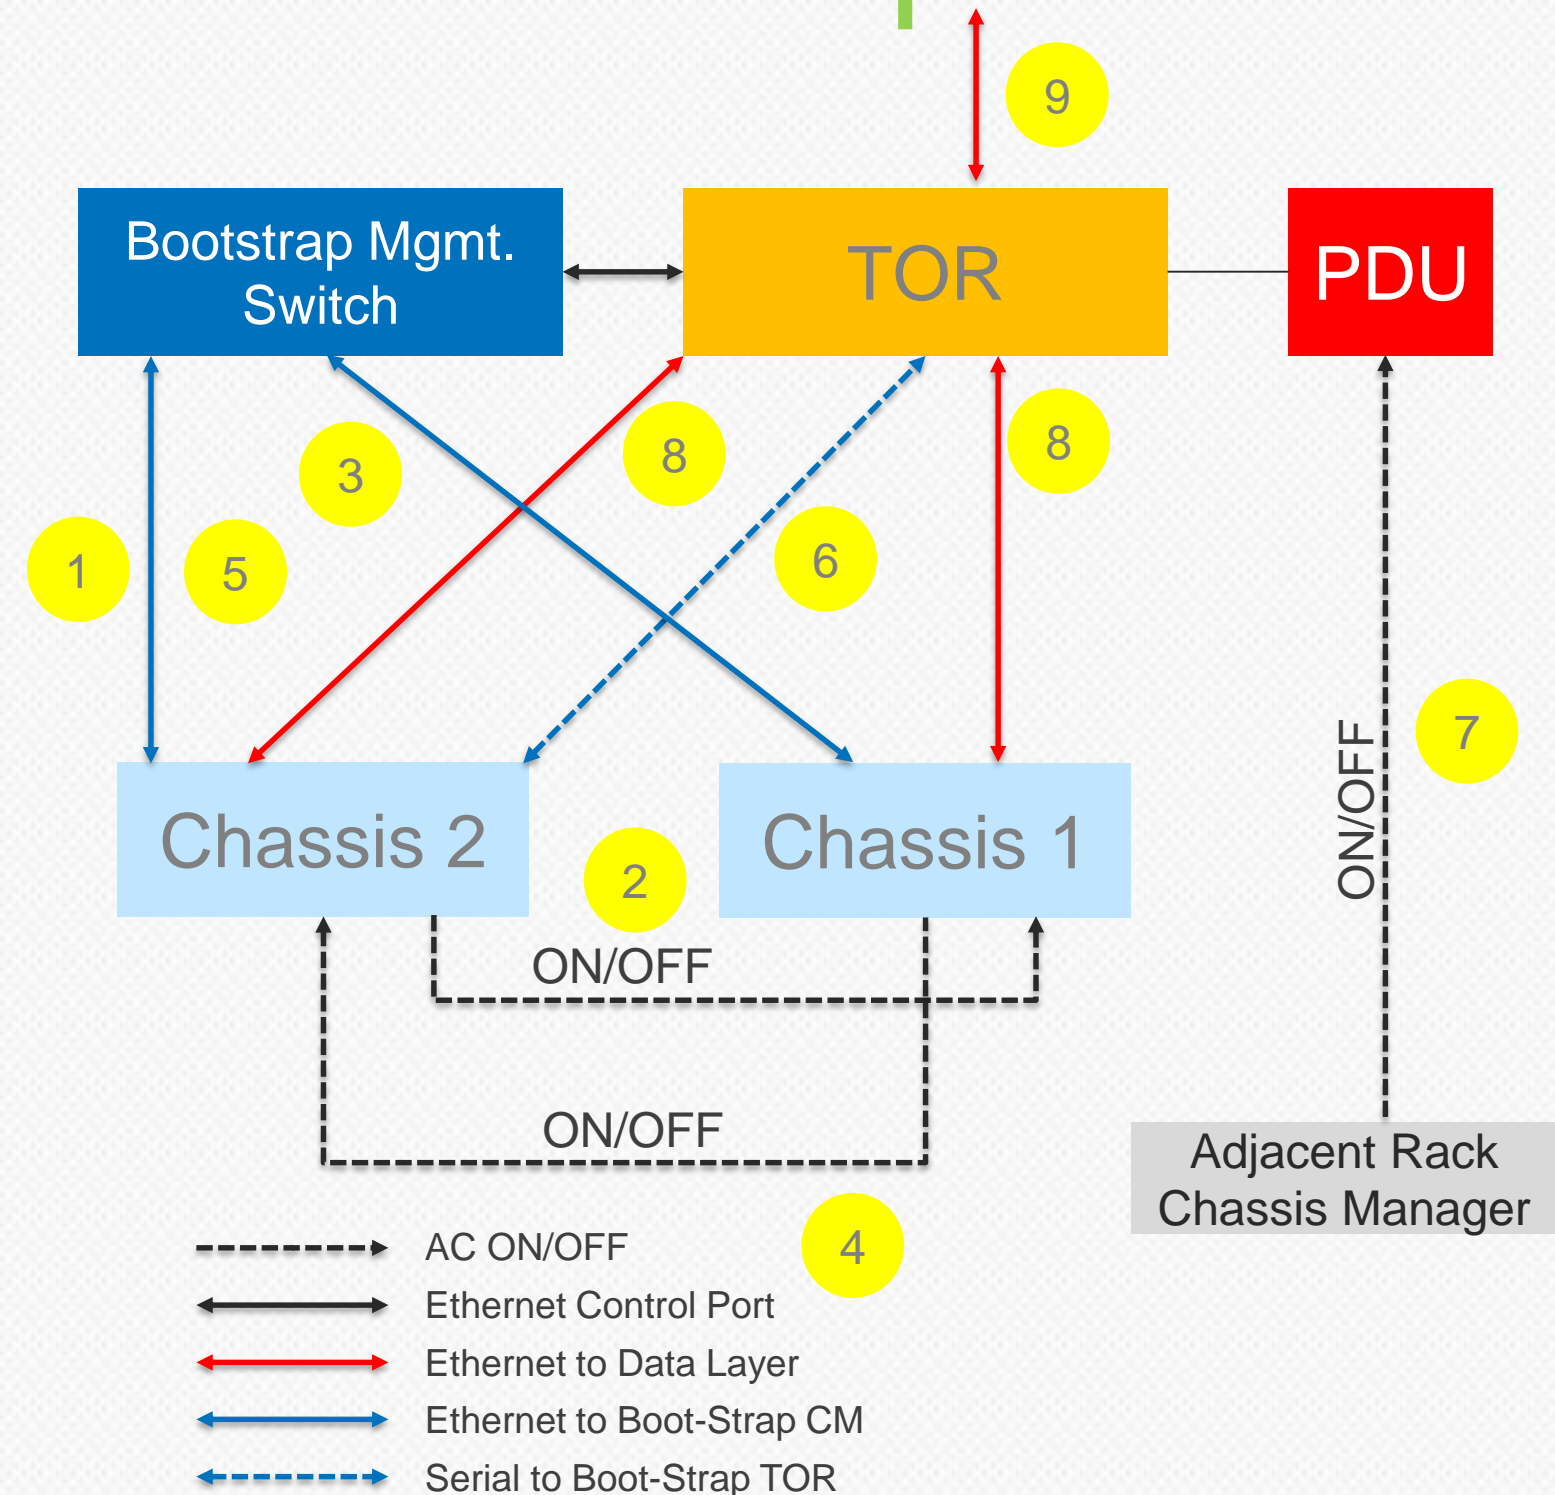 9
Bootstrap Mgmt.
Switch
TOR
PDU
3
8
8
1
5
6
7
ON/OFF
Chassis 2
2
Chassis 1
ON/OFF
ON/OFF
Adjacent Rack
Chassis Manager
4
AC ON/OFF
Ethernet Control Port
Ethernet to Data Layer
Ethernet to Boot-Strap CM
Serial to Boot-Strap TOR